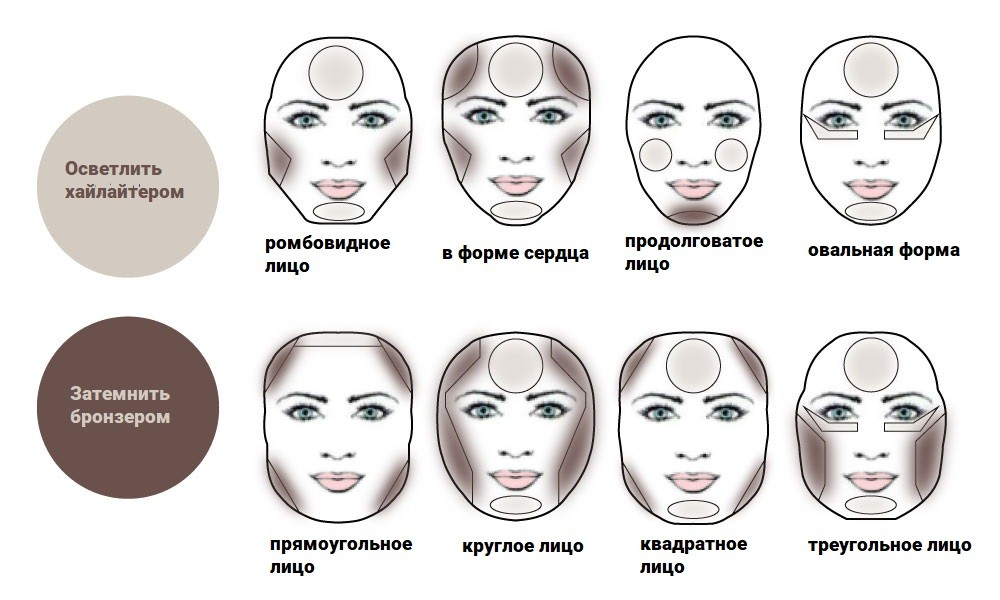 Осветлить
хайлайтером
ромбовидное
лицо
в форме сердца
продолговатое
лицо
овальная форма
Затемнить
бронзером
прямоугольное
лицо
круглое лицо
квадратное
лицо
треугольное лицо